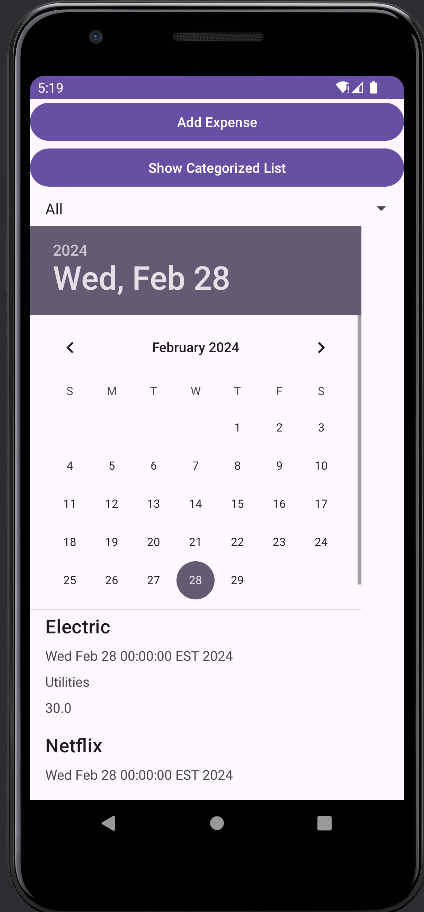 5:19
Add Expense
Show Categorized List
All
2024
Wed, Feb 28
February 2024
S M T W T F S
1 2 3
4 5 6 7 8 9 10
11 12 13 14 15 16 17
18 19 20 21 22 23 24
25 26 27 28 29
Electric
Wed Feb 28 00:00:00 EST 2024
Utilities
30.0
Netflix
Wed Feb 28 00:00:00 EST 2024